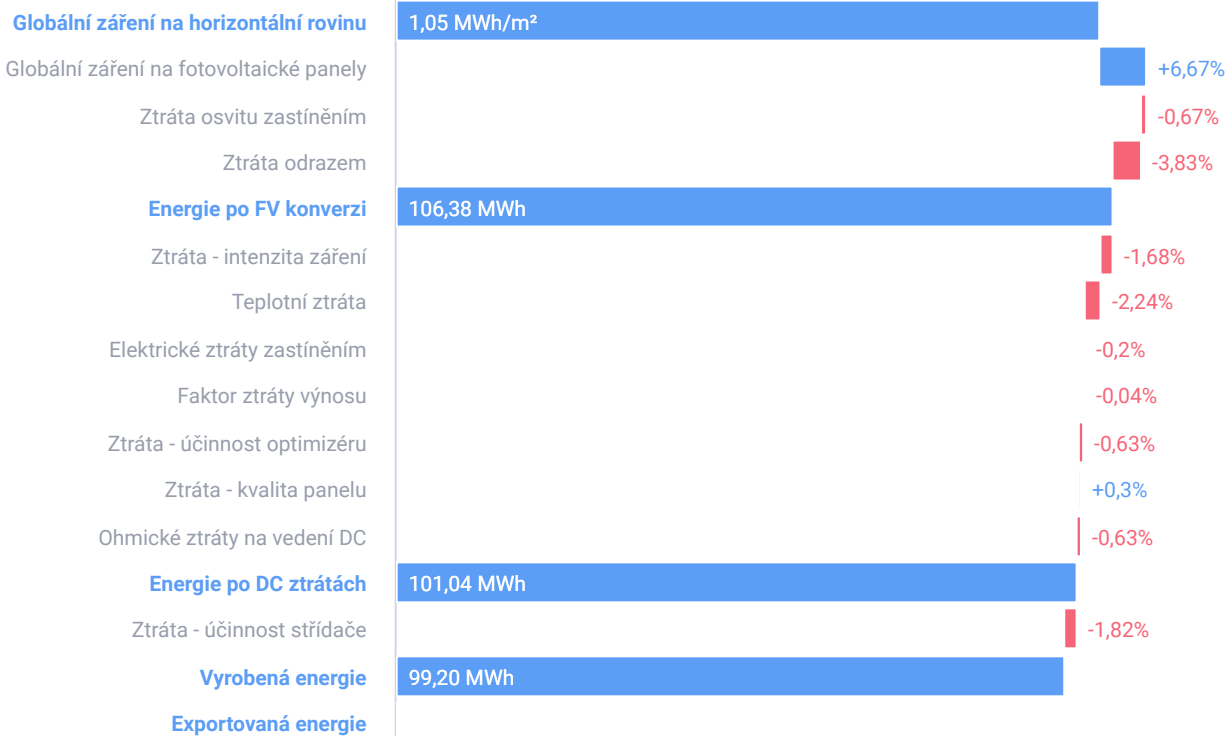 Globální záření na horizontální rovinu 1,05 MWh/m²
Globální záření na fotovoltaické panely +6,67%
Ztráta osvitu zastíněním -0,67%
Ztráta odrazem -3,83%
Energie po FV konverzi 106,38 MWh
Ztráta - intenzita záření -1,68%
Teplotní ztráta -2,24%
Elektrické ztráty zastíněním -0,2%
Faktor ztráty výnosu -0,04%
Ztráta - účinnost optimizéru -0,63%
Ztráta - kvalita panelu +0,3%
Ohmické ztráty na vedení DC -0,63%
Energie po DC ztrátách 101,04 MWh
Ztráta - účinnost střídače -1,82%
Vyrobená energie 99,20 MWh
Exportovaná energie